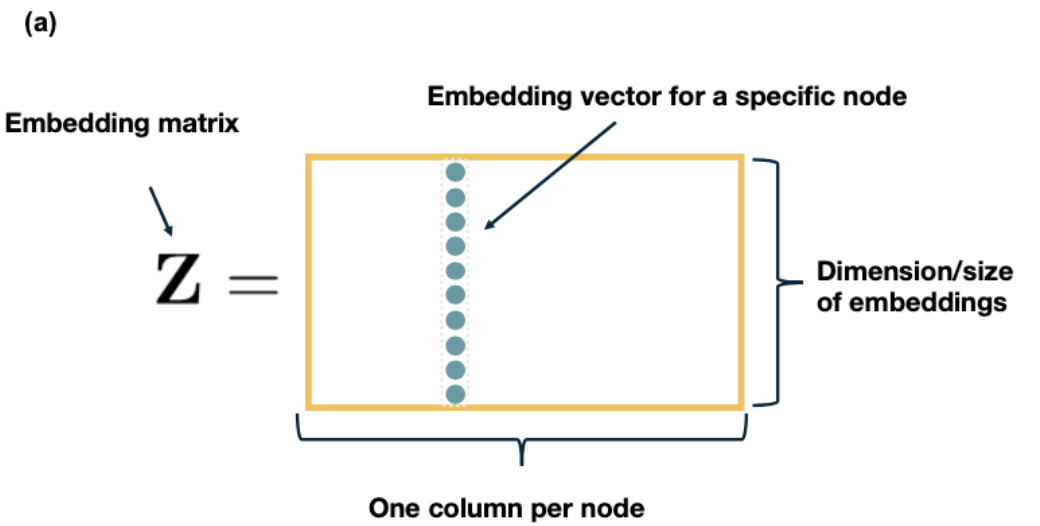 (a)
Embedding vector for a specific node
Embedding matrix
Z =
Dimension/size
of embeddings
One column per node